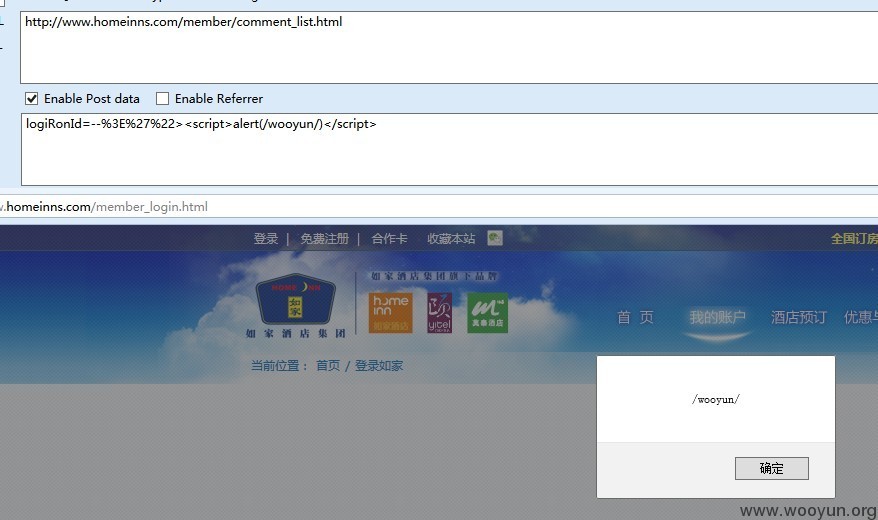 http://www.homeinns.com/member/comment_list.html
Enable Post data Enable Referrer
logiRonId=--%3E%27%22><script>alert(/wooyun/)</script>
homeinns.com/member_login.html
登录 | 免费注册 | 合作卡 收藏本站
全国订房
如家酒店集团旗下品牌
HOME INN
如家
如家酒店集团
home inn
如家酒店
yitel
莫泰酒店
首 页 我的账户 酒店预订 优惠
当前位置： 首页 / 登录如家
/wooyun/
确定
www.wooyun.org